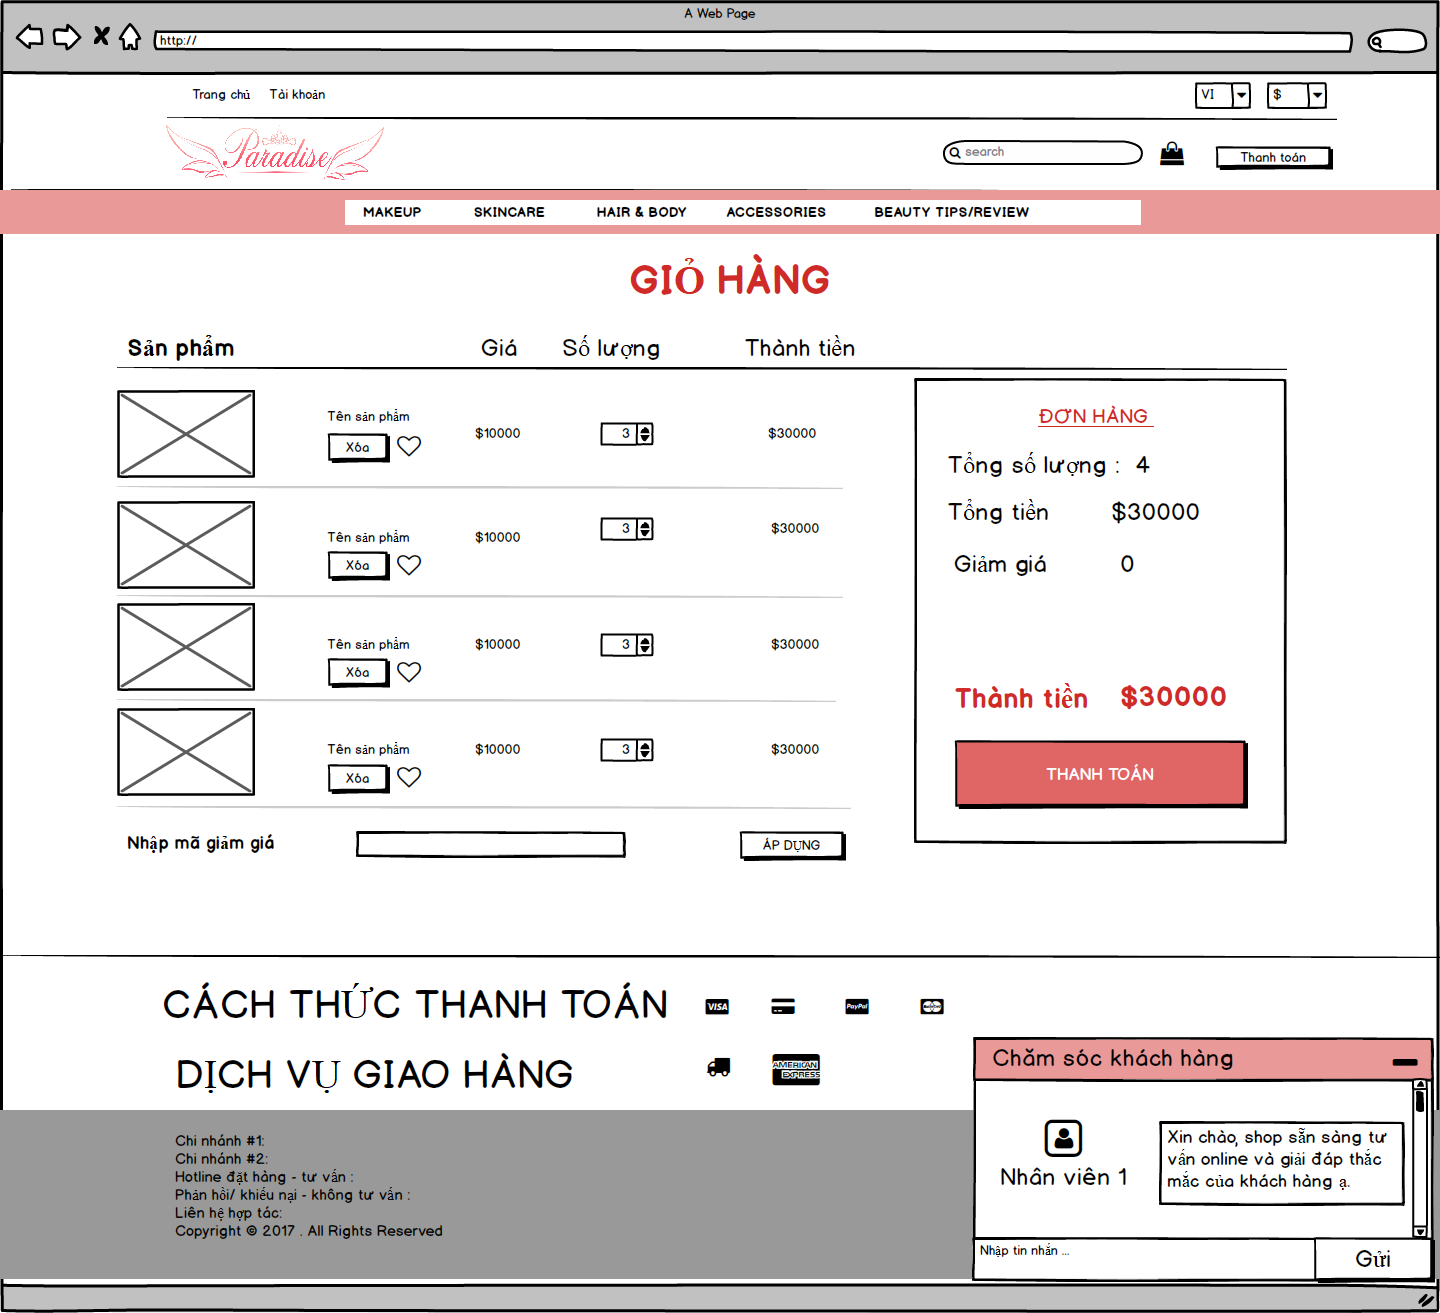 A Web Page
http://
Trang chủ Tài khoản VI $
Paradise search Thanh toán
MAKEUP SKINCARE HAIR & BODY ACCESSORIES BEAUTY TIPS/REVIEW
GIỎ HÀNG
Sản phẩm Giá Số lượng Thành tiền
Tên sản phẩm
Xóa $10000 3 $30000
Tên sản phẩm
Xóa $10000 3 $30000
Tên sản phẩm
Xóa $10000 3 $30000
Tên sản phẩm
Xóa $10000 3 $30000
Nhập mã giảm giá ÁP DỤNG
ĐƠN HÀNG
Tổng số lượng : 4
Tổng tiền $30000
Giảm giá 0
Thành tiền $30000
THANH TOÁN
CÁCH THỨC THANH TOÁN VISA PayPal
DỊCH VỤ GIAO HÀNG AMERICAN EXPRESS
Chi nhánh #1:
Chi nhánh #2:
Hotline đặt hàng - tư vấn :
Phản hồi/ khiếu nại - không tư vấn :
Liên hệ hợp tác:
Copyright © 2017 . All Rights Reserved
Chăm sóc khách hàng
Nhân viên 1
Xin chào, shop sẵn sàng tư
vấn online và giải đáp thắc
mắc của khách hàng ạ.
Nhập tin nhắn ...
Gửi